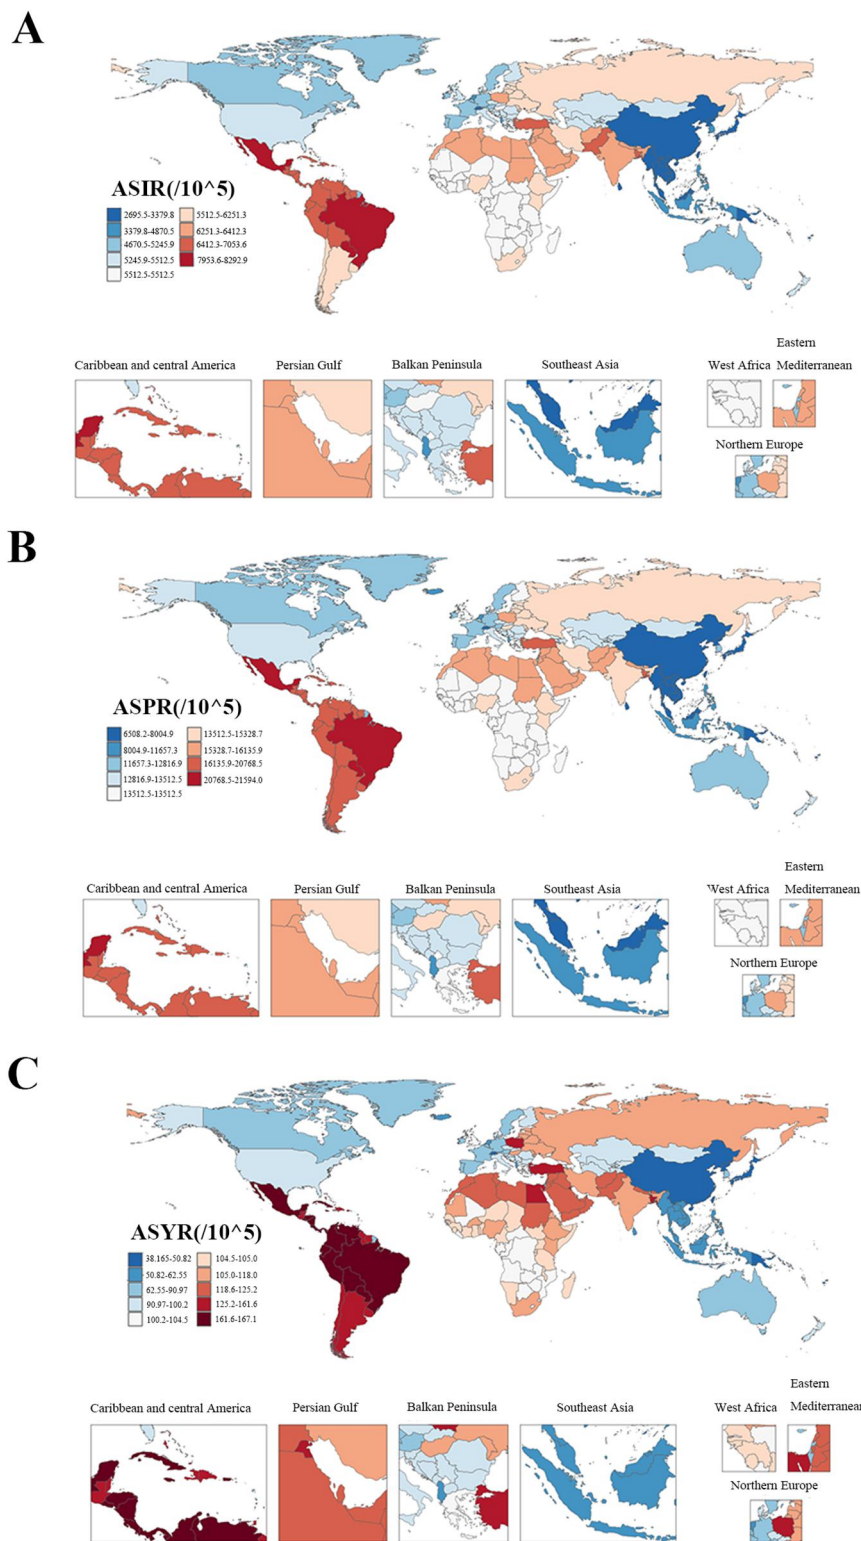 A
ASIR(/10^5)
2695.5-3379.8
5512.5-6251.3
3379.8-4870.5
6251.3-6412.3
4670.5-5245.9
6412.3-7053.6
5245.9-5512.5
7953.6-8292.9
5512.5-5512.5
Caribbean and central America
Persian Gulf
Balkan Peninsula
Southeast Asia
West Africa
Eastern
Mediterranean
Northern Europe
B
ASPR(/10^5)
6508.2-8004.9
13512.5-15328.7
8004.9-11657.3
15328.7-16135.9
11657.3-12816.9
16135.9-20768.5
12816.9-13512.5
20768.5-21594.0
13512.5-13512.5
Caribbean and central America
Persian Gulf
Balkan Peninsula
Southeast Asia
West Africa
Eastern
Mediterranean
Northern Europe
C
ASYR(/10^5)
38.165-50.82
104.5-105.0
50.82-62.55
105.0-118.0
62.55-90.97
118.6-125.2
90.97-100.2
125.2-161.6
100.2-104.5
161.6-167.1
Caribbean and central America
Persian Gulf
Balkan Peninsula
Southeast Asia
West Africa
Eastern
Mediterranean
Northern Europe